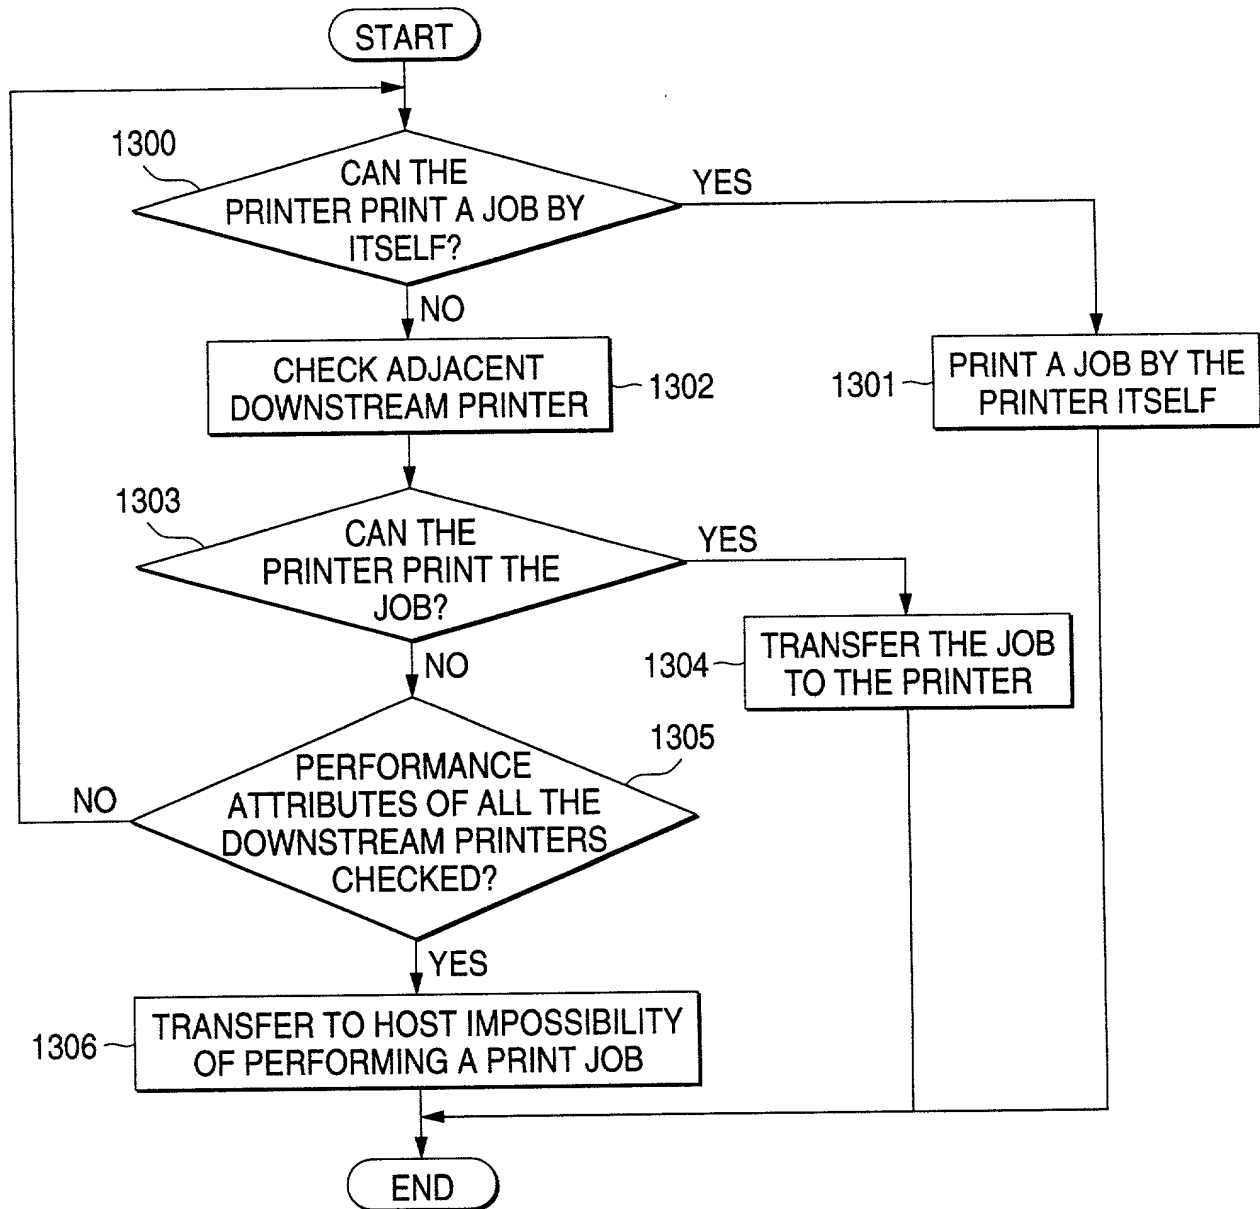 START
1300
CAN THE
PRINTER PRINT A JOB BY
ITSELF?
YES
NO
CHECK ADJACENT
DOWNSTREAM PRINTER
1302
1301
PRINT A JOB BY THE
PRINTER ITSELF
1303
CAN THE
PRINTER PRINT THE
JOB?
YES
NO
1304
TRANSFER THE JOB
TO THE PRINTER
1305
PERFORMANCE
ATTRIBUTES OF ALL THE
DOWNSTREAM PRINTERS
CHECKED?
NO
YES
1306
TRANSFER TO HOST IMPOSSIBILITY
OF PERFORMING A PRINT JOB
END